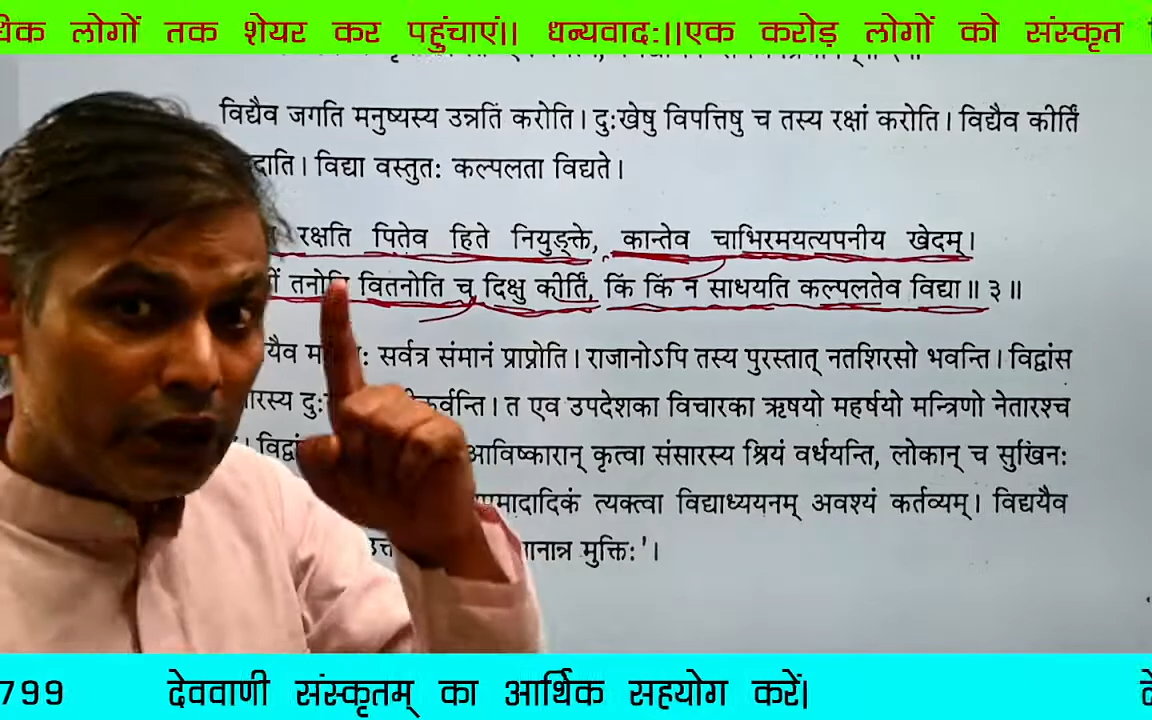 लोगों तक शेयर कर पहुंचाएं।। धन्यवादः।।एक करोड़ लोगों को संस्कृत
विद्यैव जगति मनुष्यस्य उन्नतिं करोति। दुःखेषु विपत्तिषु च तस्य रक्षां करोति। विद्यैव कीर्तिं
विद्या वस्तुतः कल्पलता विद्यते।
रक्षति पितेव हिते नियुङ्क्ते, कान्तेव चाभिरमयत्यपनीय खेदम्।
वितनोति च दिक्षु कीर्तिं, किं किं न साधयति कल्पलतेव विद्या॥३॥
सर्वत्र संमानं प्राप्नोति। राजानोऽपि तस्य पुरस्तात् नतशिरसो भवन्ति। विद्वांस
त एव उपदेशका विचारका ऋषयो महर्षयो मन्त्रिणो नेतारश्च
आविष्कारान् कृत्वा संसारस्य श्रियं वर्धयन्ति, लोकान् च सुखिनः
त्यक्त्वा विद्याध्ययनम् अवश्यं कर्तव्यम्। विद्ययैव
मुक्तिः'।
799 देववाणी संस्कृतम् का आर्थिक सहयोग करें।